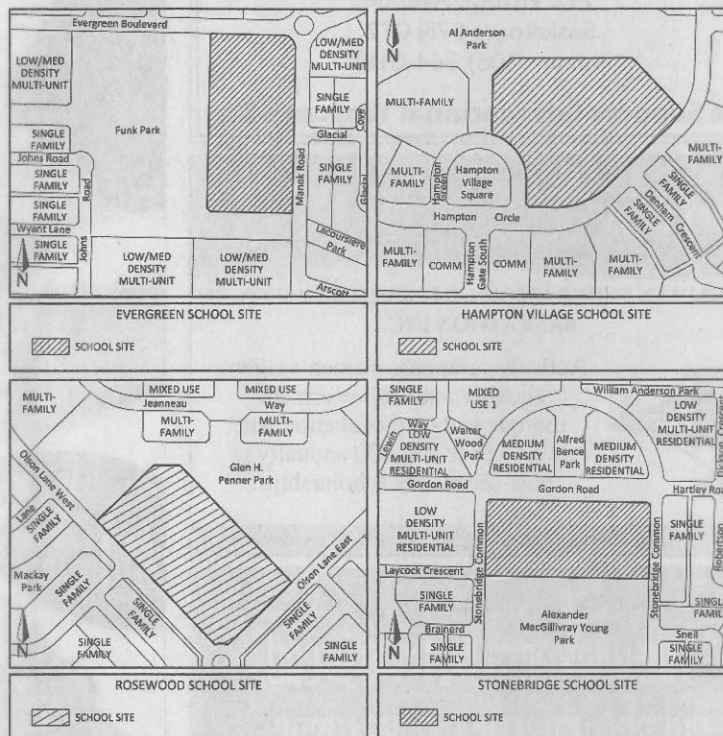 Evergreen Boulevard
LOW/MED
DENSITY
MULTI-UNIT
LOW/MED
DENSITY
MULTI-UNIT
SINGLE
FAMILY
Cove
Funk Park
Manek Road
Glacial
SINGLE
FAMILY
Johns Road
SINGLE
FAMILY
SINGLE
FAMILY
Glacial
SINGLE
FAMILY
Road
Wyant Lane
SINGLE
FAMILY
Johns
Lacoursiere
Park
N
LOW/MED
DENSITY
MULTI-UNIT
LOW/MED
DENSITY
MULTI-UNIT
Arscott
EVERGREEN SCHOOL SITE
SCHOOL SITE
N
Al Anderson
Park
MULTI-FAMILY
MULTI-
FAMILY
MULTI-
FAMILY
Hampton
Green
Hampton
Village
Square
SINGLE
FAMILY
Denham Crescent
SINGLE
FAMILY
Hampton Circle
MULTI-
FAMILY
COMM
Hampton
Gate South
COMM
MULTI-
FAMILY
MULTI-
FAMILY
HAMPTON VILLAGE SCHOOL SITE
SCHOOL SITE
MULTI-
FAMILY
MIXED USE
MIXED USE
Jeanneau Way
MULTI-
FAMILY
MULTI-
FAMILY
Glen H.
Penner Park
Olson Lane West
Lane
SINGLE
FAMILY
Mackay
Park
SINGLE
FAMILY
SINGLE
FAMILY
SINGLE
FAMILY
Olson Lane East
SINGLE
FAMILY
SINGLE
FAMILY
N
ROSEWOOD SCHOOL SITE
SCHOOL SITE
SINGLE
FAMILY
MIXED
USE 1
William Anderson Park
Lewin
Way
LOW
DENSITY
MULTI-UNIT
RESIDENTIAL
Walter
Wood
Park
MEDIUM
DENSITY
RESIDENTIAL
Alfred
Bence
Park
MEDIUM
DENSITY
RESIDENTIAL
LOW
DENSITY
MULTI-UNIT
RESIDENTIAL
Dickson Crescent
Gordon Road
Gordon Road
Hartley Roa
LOW
DENSITY
MULTI-UNIT
RESIDENTIAL
Stonebridge Common
Stonebridge Common
SINGLE
FAMILY
Robertson
Laycock Crescent
SINGLE
FAMILY
Alexander
MacGillivray Young
Park
SINGL
FAMILY
Brainerd
SINGLE
FAMILY
Snell
SINGLE
FAMILY
N
STONEBRIDGE SCHOOL SITE
SCHOOL SITE